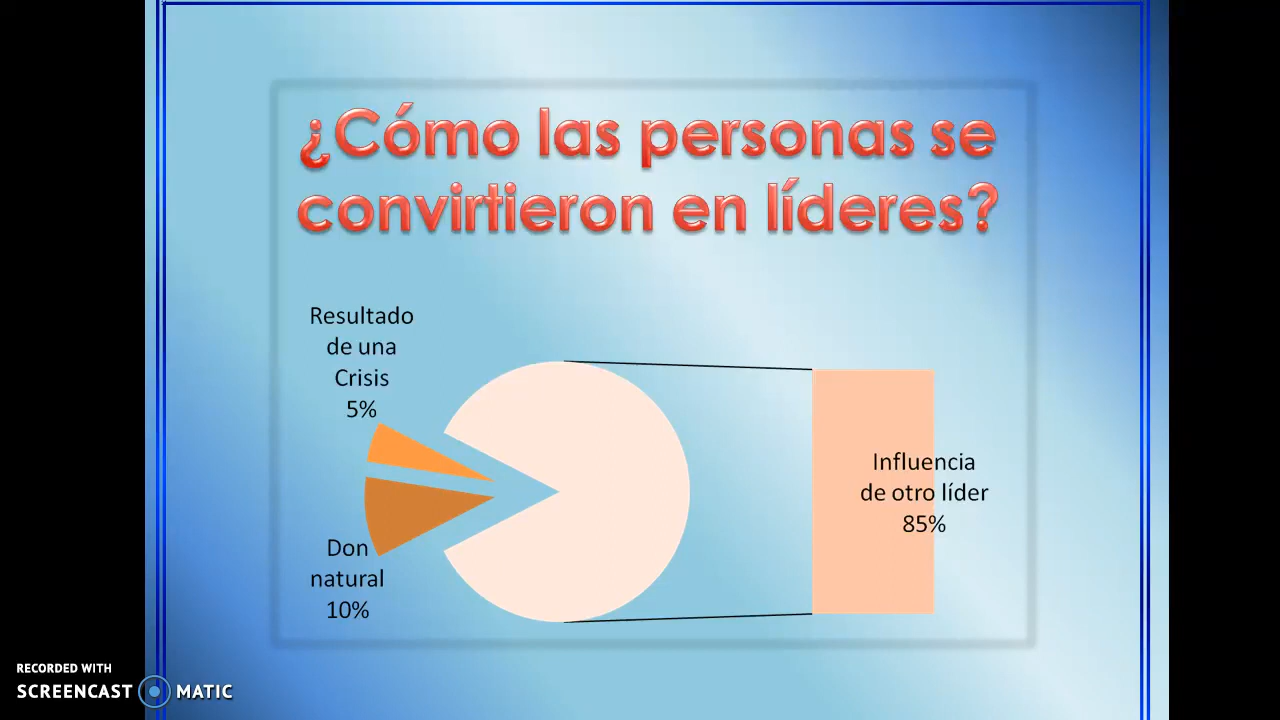 ¿Cómo las personas se
convirtieron en líderes?
Resultado
de una
Crisis
5%
Influencia
de otro líder
85%
Don
natural
10%
RECORDED WITH
SCREENCAST MATIC